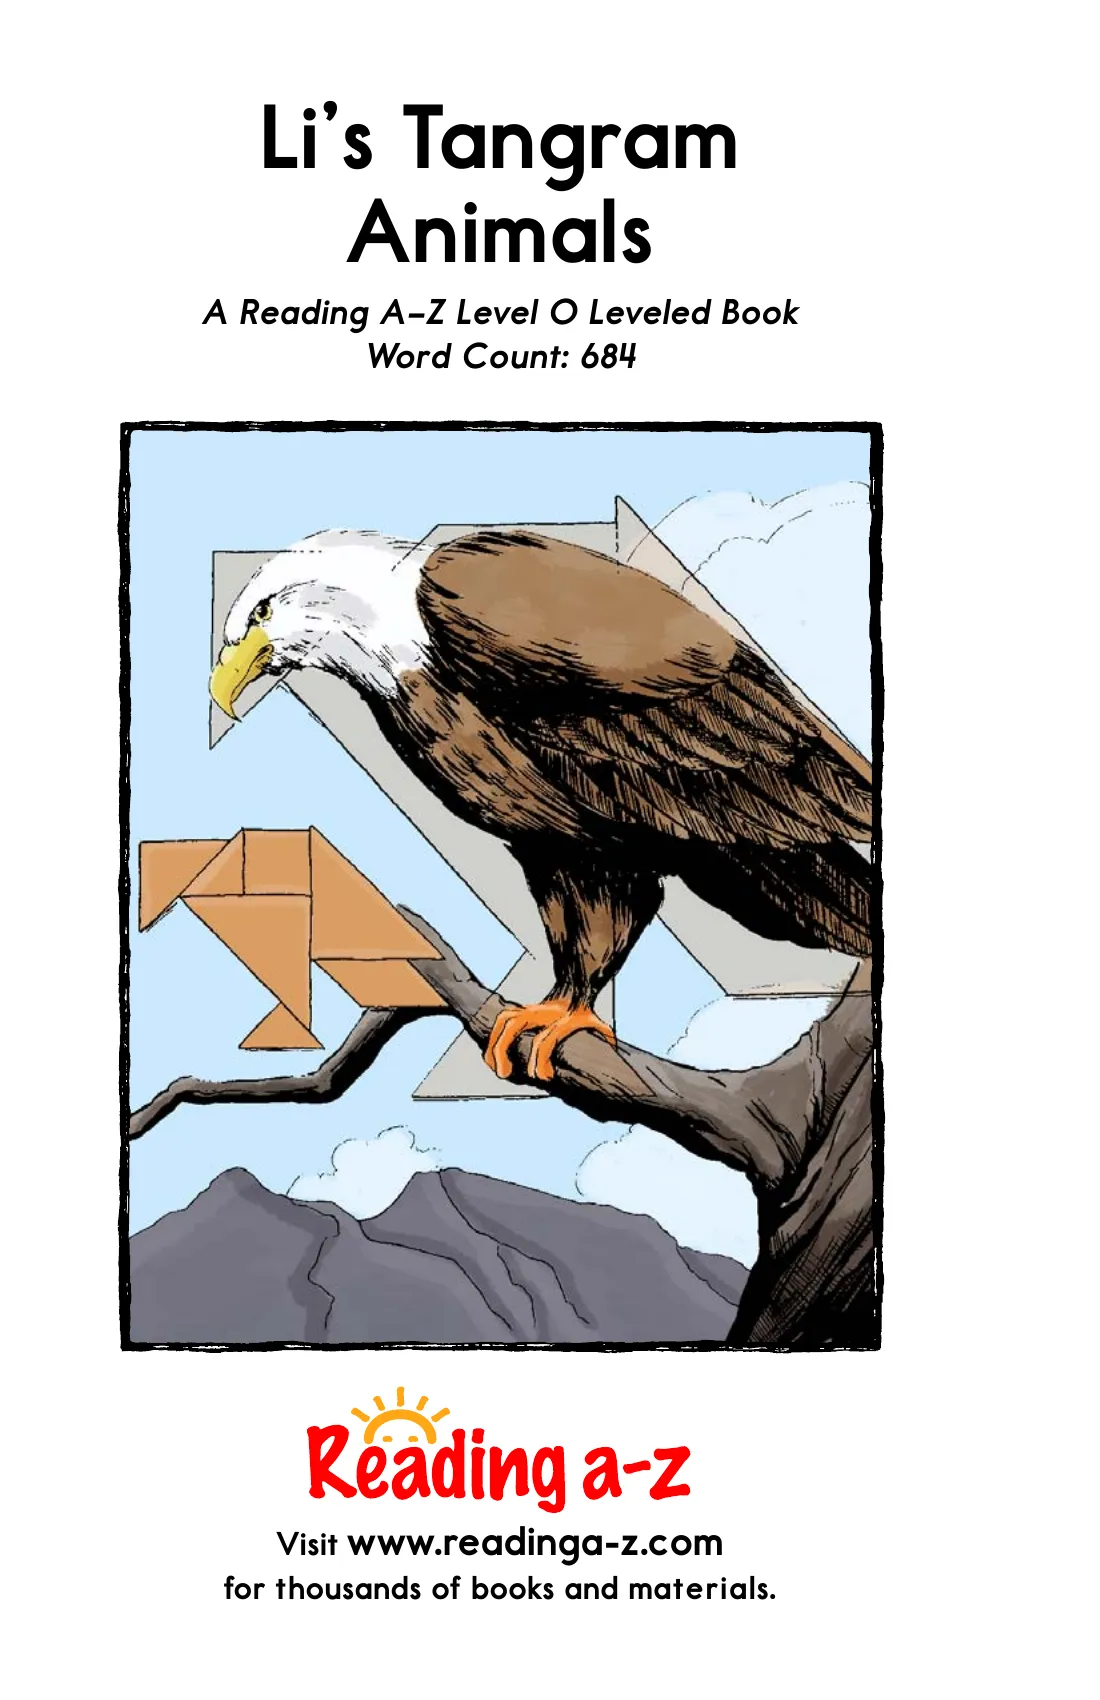 Li’s Tangram
Animals
A Reading A–Z Level O Leveled Book
Word Count: 684
Reading a-z
Visit www.readinga-z.com
for thousands of books and materials.